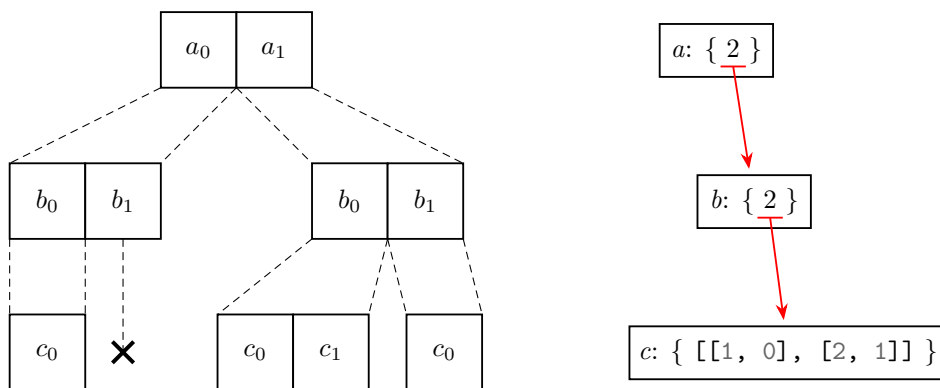 a₀ a₁
a: { 2 }
b₀ b₁ b₀ b₁
b: { 2 }
c₀ c₀ c₁ c₀
c: { [[1, 0], [2, 1]] }